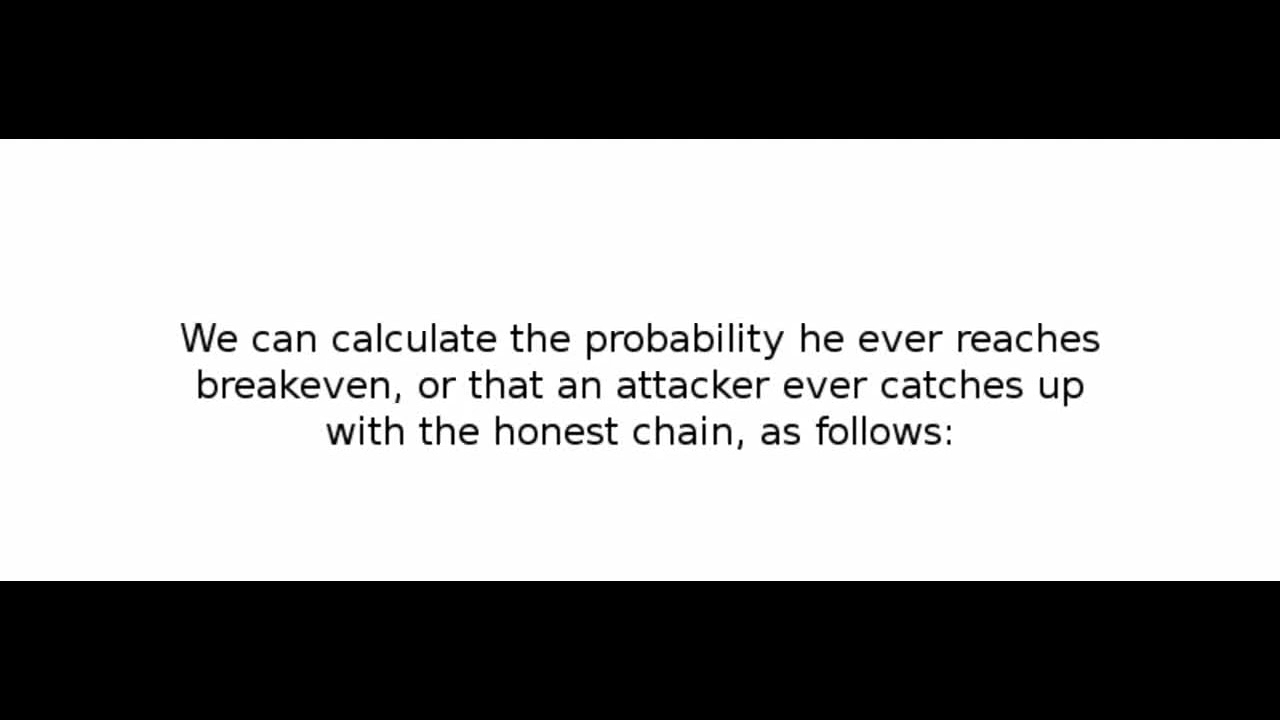 We can calculate the probability he ever reaches
breakeven, or that an attacker ever catches up
with the honest chain, as follows: